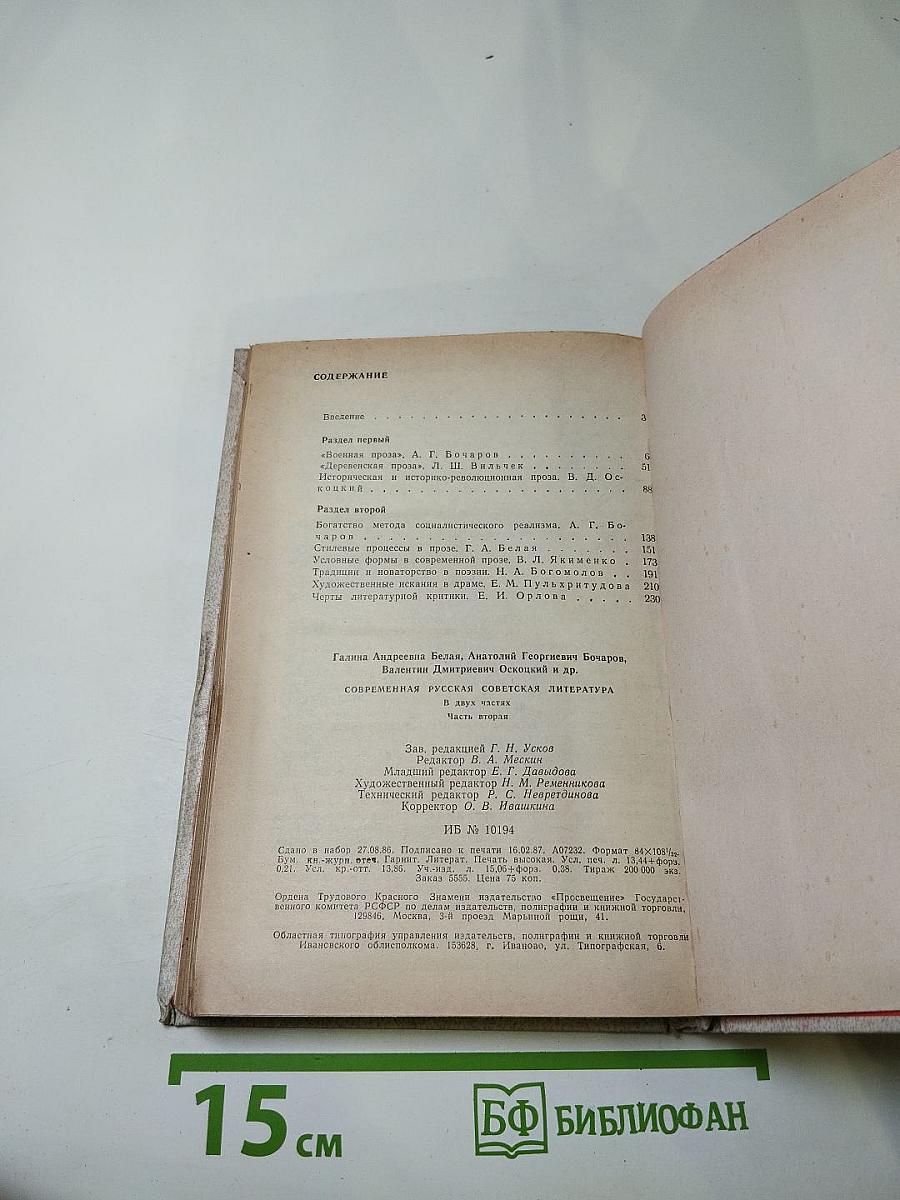 СОДЕРЖАНИЕ
Введение . . . . . . . . . . . . . . . . . . . . . 3
Раздел первый
«Военная проза». А. Г. Бочаров . . . . . . . . . . 6
«Деревенская проза». Л. Ш. Вильчек . . . . . . . . 51
Историческая и историко-революционная проза. В. Д. Ос-
коцкий . . . . . . . . . . . . . . . . . . . . . . 88
Раздел второй
Богатство метода социалистического реализма. А. Г. Бо-
чаров . . . . . . . . . . . . . . . . . . . . . . 138
Стилевые процессы в прозе. Г. А. Белая . . . . . . . 151
Условные формы в современной прозе. В. Л. Якименко . 173
Традиции и новаторство в поэзии. Н. А. Богомолов . . 191
Художественные искания в драме. Е. М. Пульхритудова 210
Черты литературной критики. Е. И. Орлова . . . . . 230
Галина Андреевна Белая, Анатолий Георгиевич Бочаров,
Валентин Дмитриевич Оскоцкий и др.
СОВРЕМЕННАЯ РУССКАЯ СОВЕТСКАЯ ЛИТЕРАТУРА
В двух частях
Часть вторая
Зав. редакцией Г. Н. Усков
Редактор В. А. Мескин
Младший редактор Е. Г. Давыдова
Художественный редактор Н. М. Ременникова
Технический редактор Р. С. Невретдинова
Корректор О. В. Ивашкина
ИБ № 10194
Сдано в набор 27.08.86. Подписано к печати 16.02.87. А07232. Формат 84×108¹/₃₂.
Бум. кн.-журн. отеч. Гарнит. Литерат. Печать высокая. Усл. печ. л. 13,44+форз.
0,21. Усл. кр.-отт. 13,86. Уч.-изд. л. 15,06+форз. 0,38. Тираж 200 000 экз.
Заказ 5555. Цена 75 коп.
Ордена Трудового Красного Знамени издательство «Просвещение» Государст-
венного комитета РСФСР по делам издательств, полиграфии и книжной торговли.
129846, Москва, 3-й проезд Марьиной рощи, 41.
Областная типография управления издательств, полиграфии и книжной торговли
Ивановского облисполкома. 153628, г. Иваново, ул. Типографская, 6.
15 см
БФ БИБЛИОФАН